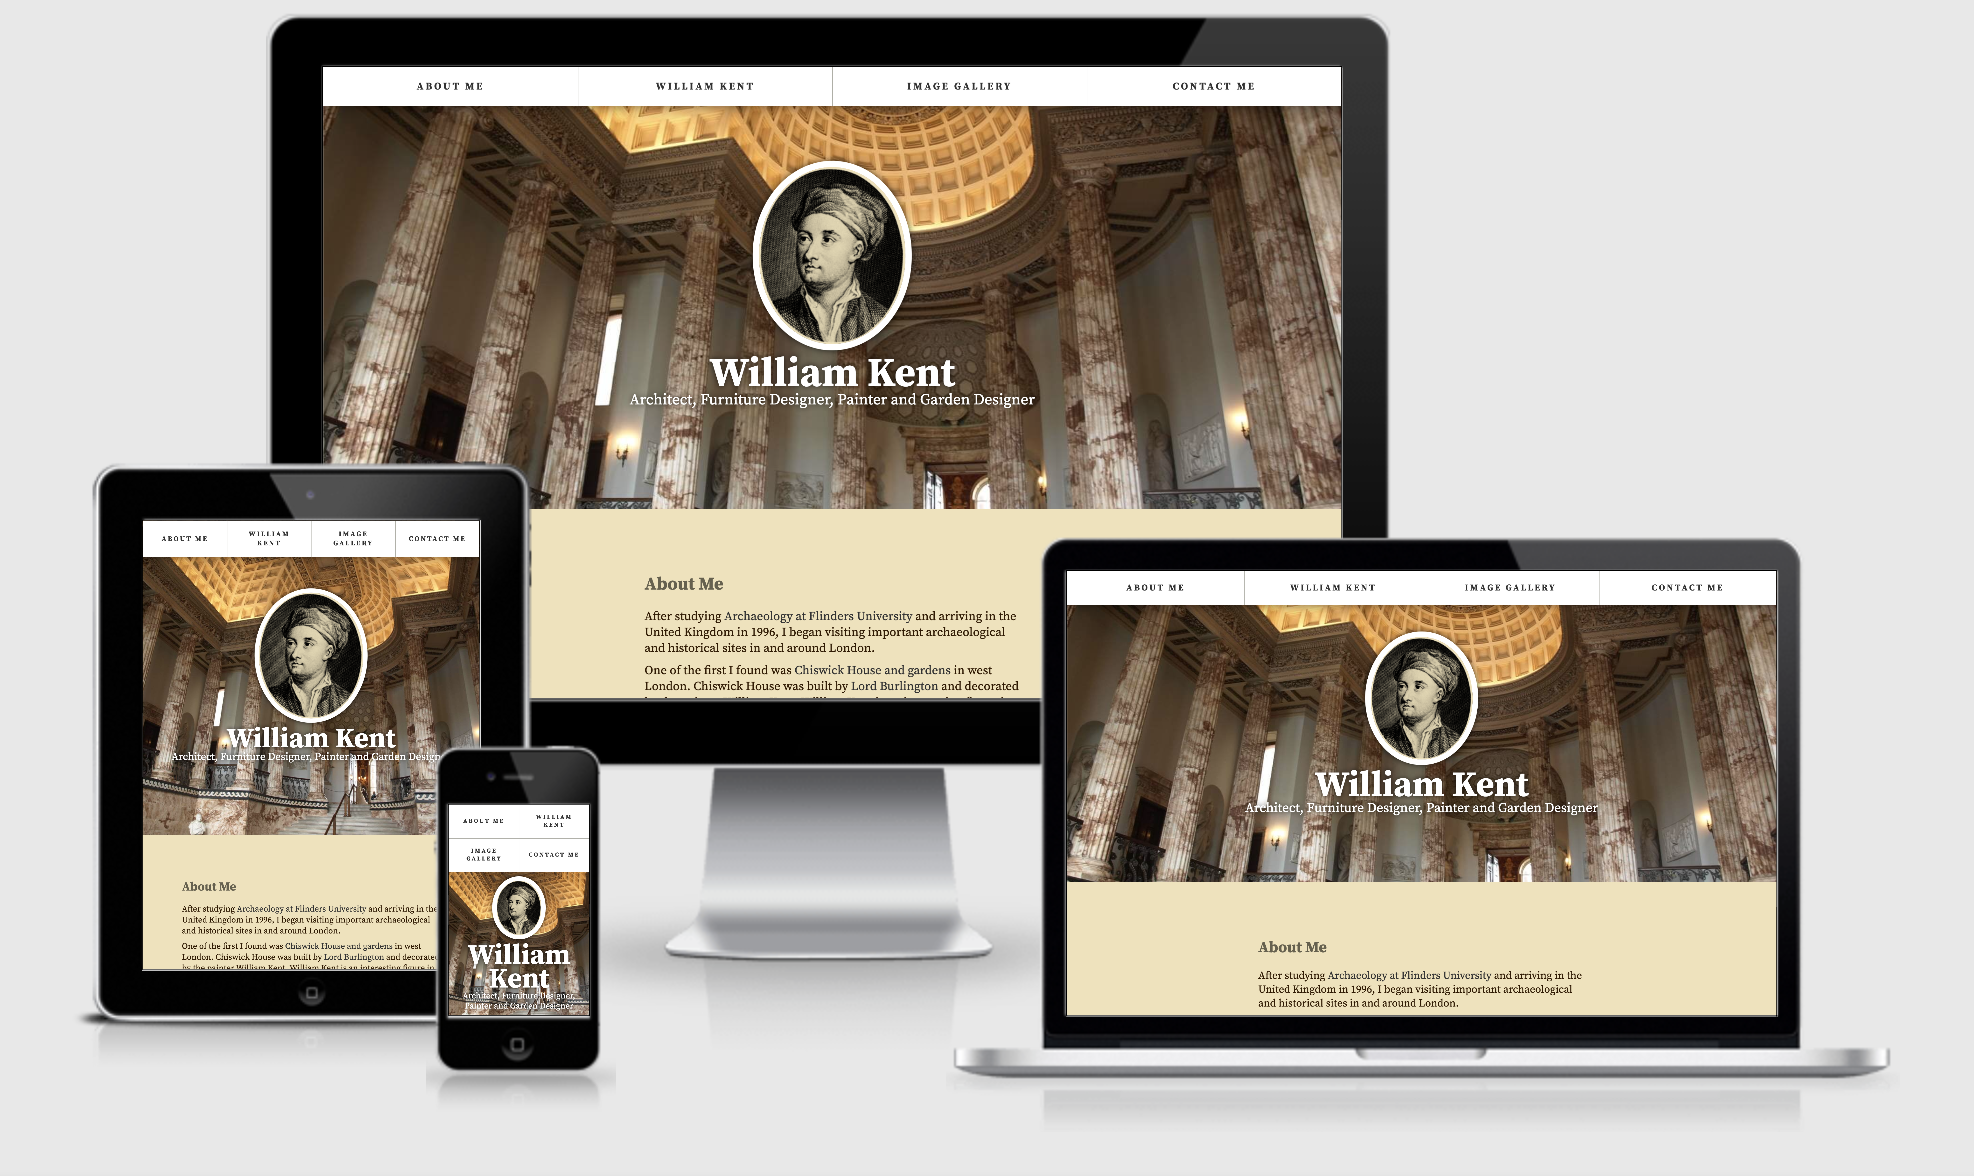 ABOUT ME
WILLIAM KENT
IMAGE GALLERY
CONTACT ME
William Kent
Architect, Furniture Designer, Painter and Garden Designer
About Me
After studying Archaeology at Flinders University and arriving in the
United Kingdom in 1996, I began visiting important archaeological
and historical sites in and around London.
One of the first I found was Chiswick House and gardens in west
London. Chiswick House was built by Lord Burlington and decorated
ABOUT ME
WILLIAM
KENT
IMAGE
GALLERY
CONTACT ME
William Kent
Architect, Furniture Designer, Painter and Garden Design
About Me
After studying Archaeology at Flinders University and arriving in the
United Kingdom in 1996, I began visiting important archaeological
and historical sites in and around London.
One of the first I found was Chiswick House and gardens in west
London. Chiswick House was built by Lord Burlington and decorated
by the painter William Kent. William Kent is an interesting figure in
ABOUT ME
WILLIAM
KENT
IMAGE
GALLERY
CONTACT ME
William
Kent
Architect, Furniture Designer,
Painter and Garden Designer
ABOUT ME
WILLIAM KENT
IMAGE GALLERY
CONTACT ME
William Kent
Architect, Furniture Designer, Painter and Garden Designer
About Me
After studying Archaeology at Flinders University and arriving in the
United Kingdom in 1996, I began visiting important archaeological
and historical sites in and around London.